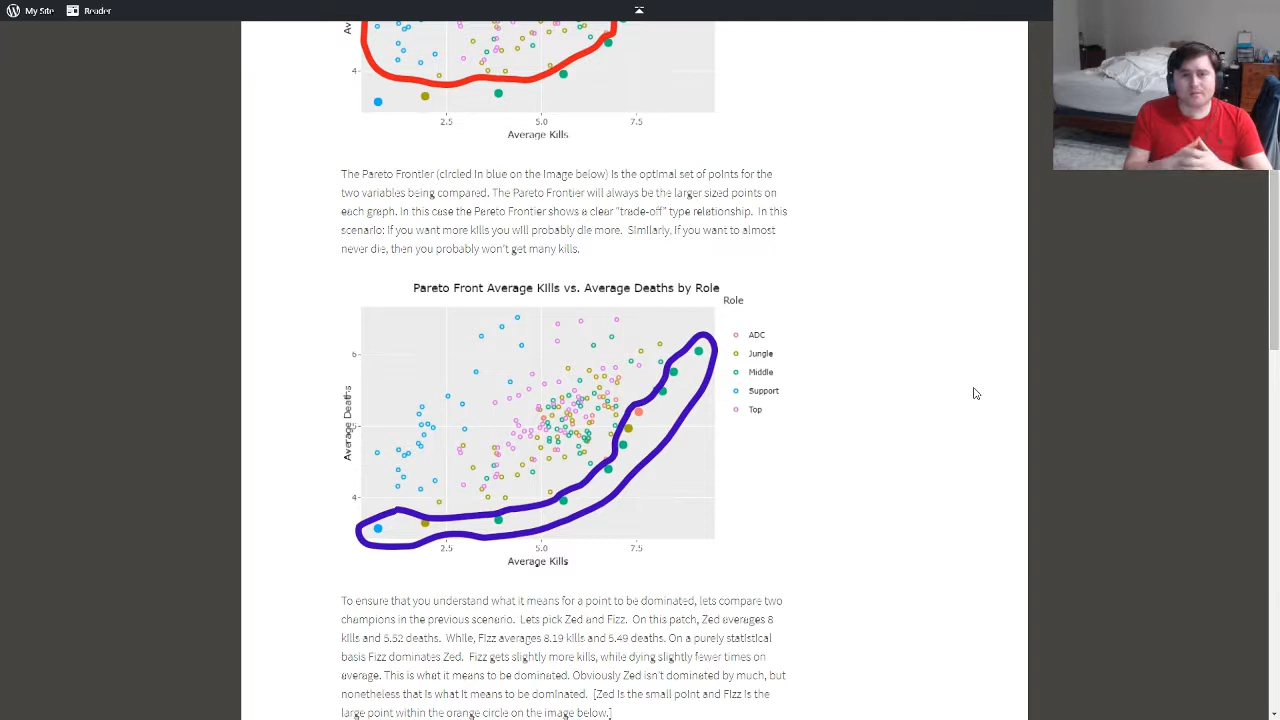 My Site Reader
Av
4
2.5 5.0 7.5
Average Kills
The Pareto Frontier (circled in blue on the image below) is the optimal set of points for the
two variables being compared. The Pareto Frontier will always be the larger sized points on
each graph. In this case the Pareto Frontier shows a clear “trade-off” type relationship. In this
scenario: If you want more kills you will probably die more. Similarly, if you want to almost
never die, then you probably won’t get many kills.
Pareto Front Average Kills vs. Average Deaths by Role
Role
ADC
Jungle
Middle
Support
Top
Average Deaths
6
5
4
2.5 5.0 7.5
Average Kills
To ensure that you understand what it means for a point to be dominated, lets compare two
champions in the previous scenario. Lets pick Zed and Fizz. On this patch, Zed averages 8
kills and 5.52 deaths. While, Fizz averages 8.19 kills and 5.49 deaths. On a purely statistical
basis Fizz dominates Zed. Fizz gets slightly more kills, while dying slightly fewer times on
average. This is what it means to be dominated. Obviously Zed isn’t dominated by much, but
nonetheless that is what it means to be dominated. [Zed is the small point and Fizz is the
large point within the orange circle on the image below.]